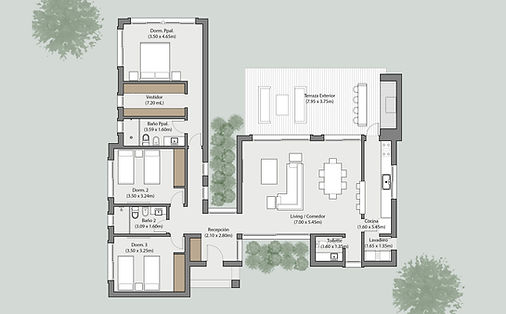 Dorm. Ppal.
(3.50 x 4.65m)
Vestidor
(7.20 mL)
Terraza Exterior
(7.95 x 3.75m)
Baño Ppal.
(3.59 x 1.60m)
Dorm. 2
(3.50 x 3.24m)
Baño 2
(3.09 x 1.60m)
Living / Comedor
(7.00 x 5.45m)
Cocina
(1.60 x 5.45m)
Recepción
(2.10 x 2.80m)
Dorm. 3
(3.50 x 3.25m)
Toilette
(1.60 x 1.35m)
Lavadero
(1.65 x 1.35m)